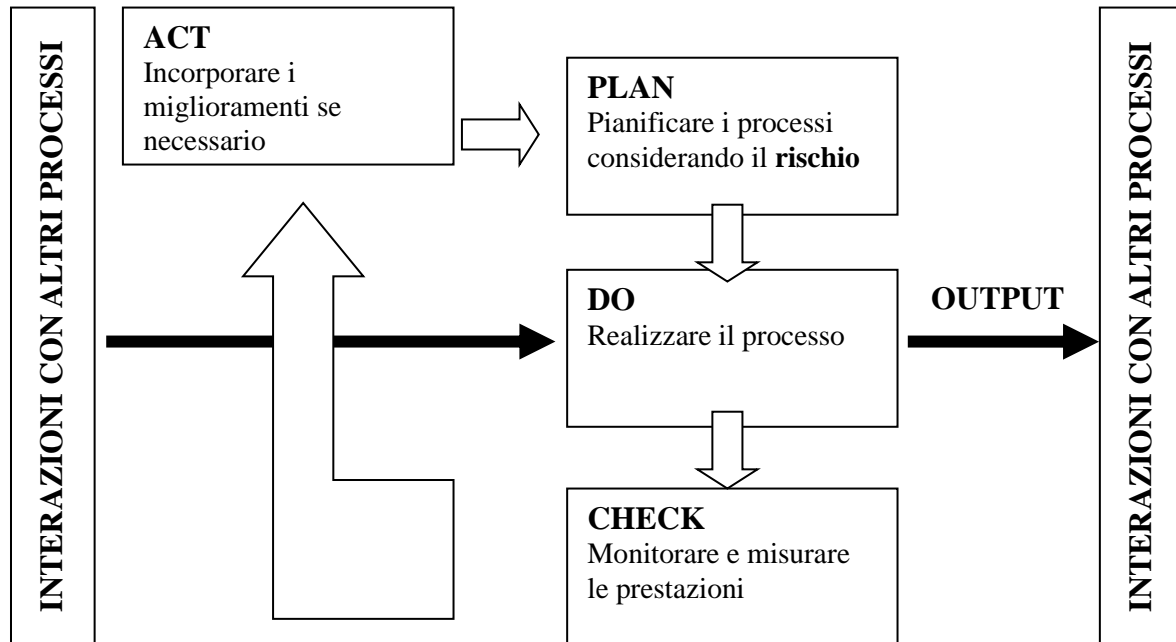 INTERAZIONI CON ALTRI PROCESSI
ACT
Incorporare i
miglioramenti se
necessario
PLAN
Pianificare i processi
considerando il rischio
DO
Realizzare il processo
OUTPUT
CHECK
Monitorare e misurare
le prestazioni
INTERAZIONI CON ALTRI PROCESSI